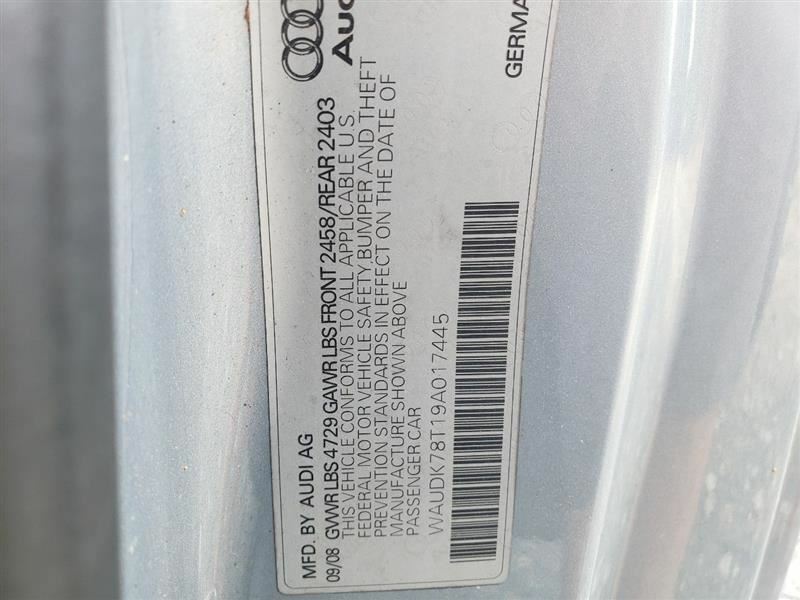 Aud
GERMA
MFD. BY AUDI AG
09/08 GVWR LBS 4729 GAWR LBS FRONT 2458/REAR 2403
THIS VEHICLE CONFORMS TO ALL APPLICABLE U.S.
FEDERAL MOTOR VEHICLE SAFETY, BUMPER AND THEFT
PREVENTION STANDARDS IN EFFECT ON THE DATE OF
MANUFACTURE SHOWN ABOVE
PASSENGER CAR
WAUDK78T19A017445